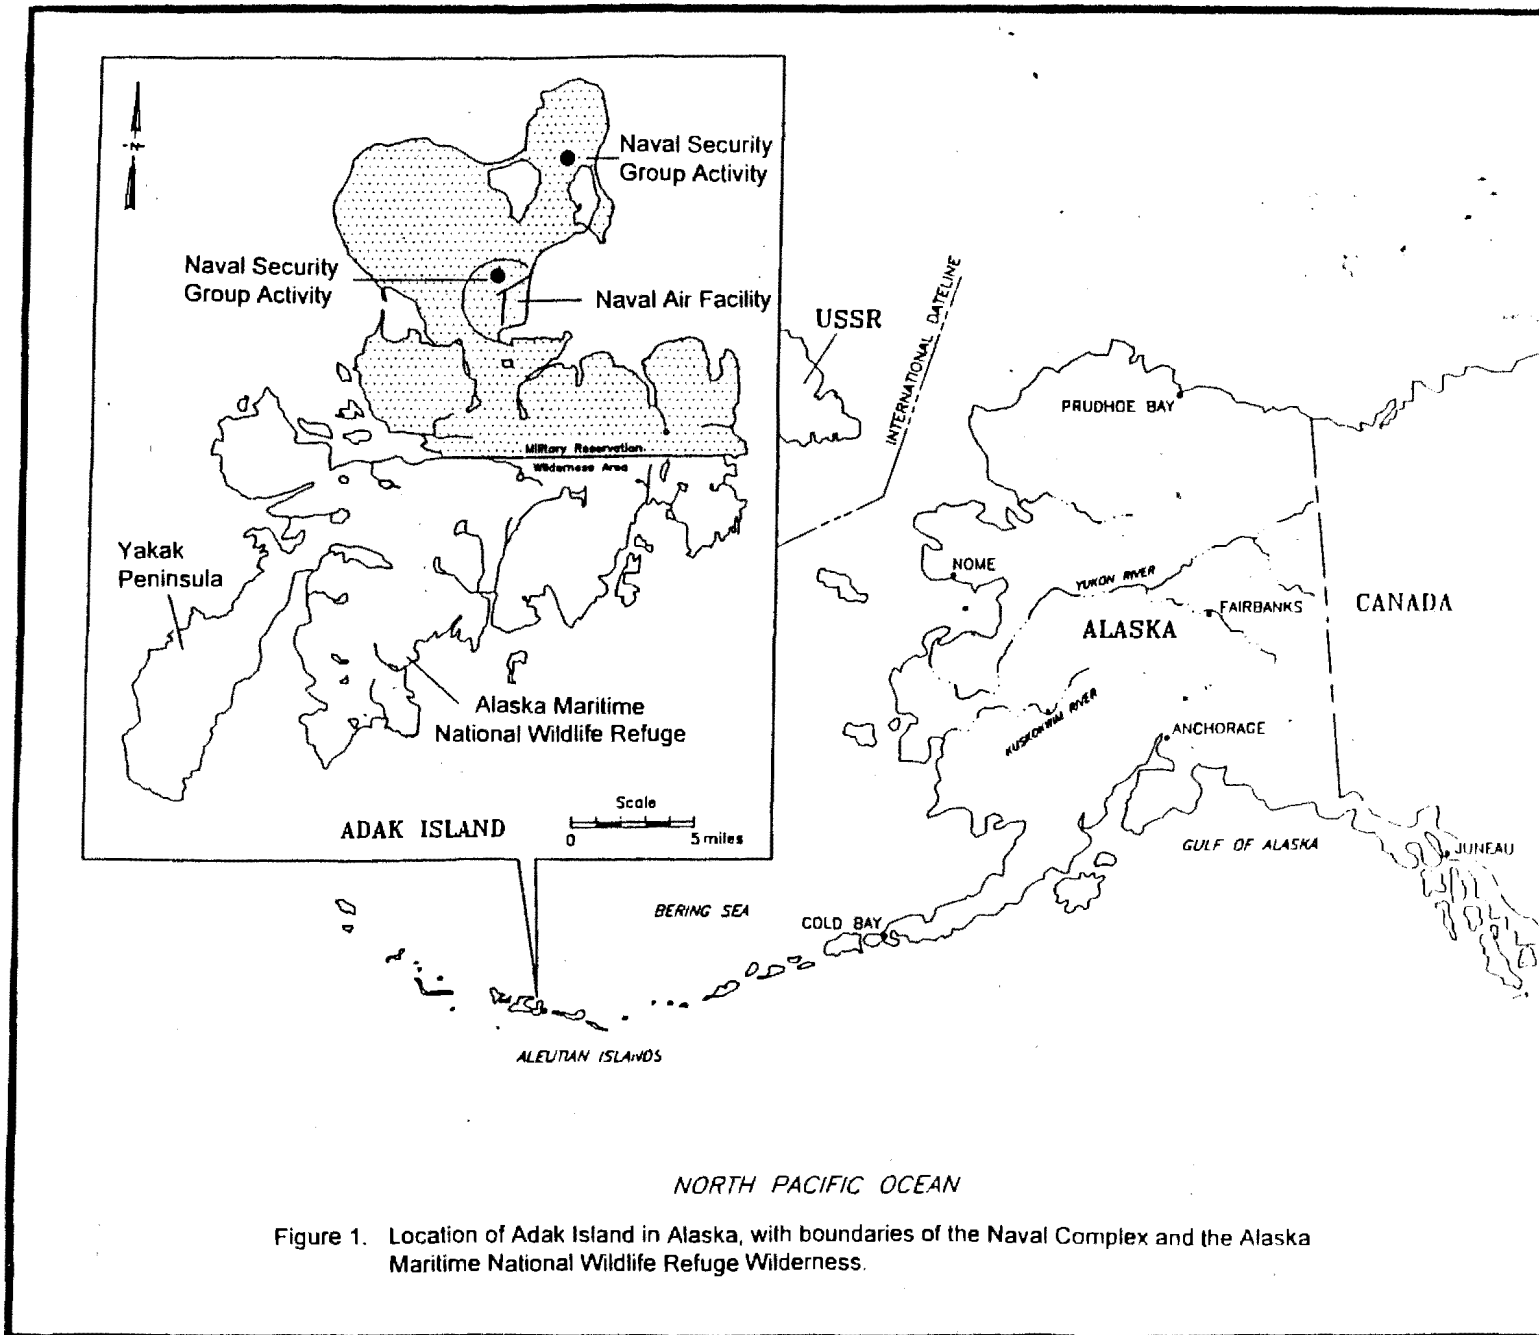 N
Naval Security
Group Activity
Naval Security
Group Activity
Naval Air Facility
Military Reservation
Wilderness Area
Yakak
Peninsula
Alaska Maritime
National Wildlife Refuge
ADAK ISLAND
Scale
0 5 miles
USSR
INTERNATIONAL DATELINE
PRUDHOE BAY
NOME
YUKON RIVER
FAIRBANKS
ALASKA
CANADA
KUSKOKWIM RIVER
ANCHORAGE
GULF OF ALASKA
JUNEAU
BERING SEA
COLD BAY
ALEUTIAN ISLANDS
NORTH PACIFIC OCEAN
Figure 1. Location of Adak Island in Alaska, with boundaries of the Naval Complex and the Alaska
Maritime National Wildlife Refuge Wilderness.